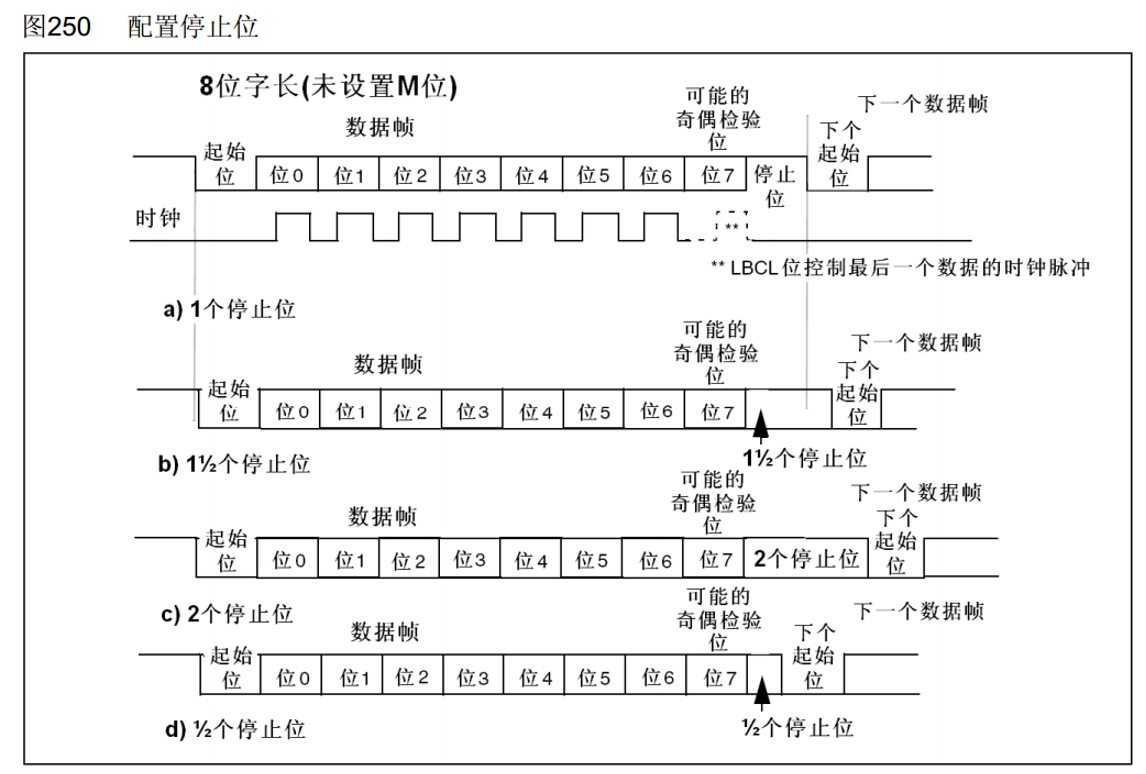 图250 配置停止位
8位字长(未设置M位)
数据帧
可能的
奇偶检验
位
下一个数据帧
下个
起始
位
起始
位
位0 位1 位2 位3 位4 位5 位6 位7
停止
位
时钟
**
** LBCL位控制最后一个数据的时钟脉冲
a) 1个停止位
数据帧
可能的
奇偶检验
位
下一个数据帧
下个
起始
位
起始
位
位0 位1 位2 位3 位4 位5 位6 位7
b) 1½个停止位
1½个停止位
数据帧
可能的
奇偶检验
位
下一个数据帧
下个
起始
位
起始
位
位0 位1 位2 位3 位4 位5 位6 位7 2个停止位
c) 2个停止位
数据帧
可能的
奇偶检验
位
下一个数据帧
下个
起始
位
起始
位
位0 位1 位2 位3 位4 位5 位6 位7
d) ½个停止位
½个停止位